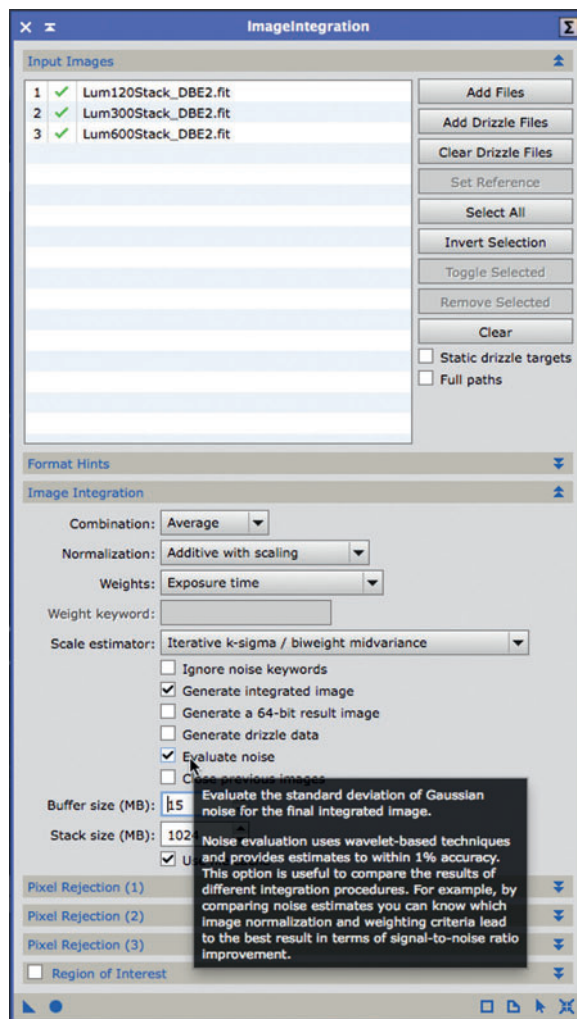 ImageIntegration
Input Images
1 Lum120Stack_DBE2.fit
2 Lum300Stack_DBE2.fit
3 Lum600Stack_DBE2.fit
Add Files
Add Drizzle Files
Clear Drizzle Files
Set Reference
Select All
Invert Selection
Toggle Selected
Remove Selected
Clear
Static drizzle targets
Full paths
Format Hints
Image Integration
Combination: Average
Normalization: Additive with scaling
Weights: Exposure time
Weight keyword:
Scale estimator: Iterative k-sigma / biweight midvariance
Ignore noise keywords
Generate integrated image
Generate a 64-bit result image
Generate drizzle data
Evaluate noise
Close previous images
Buffer size (MB): 15
Stack size (MB): 1024
Evaluate the standard deviation of Gaussian
noise for the final integrated image.
Noise evaluation uses wavelet-based techniques
and provides estimates to within 1% accuracy.
This option is useful to compare the results of
different integration procedures. For example, by
comparing noise estimates you can know which
image normalization and weighting criteria lead
to the best result in terms of signal-to-noise ratio
improvement.
Pixel Rejection (1)
Pixel Rejection (2)
Pixel Rejection (3)
Region of Interest